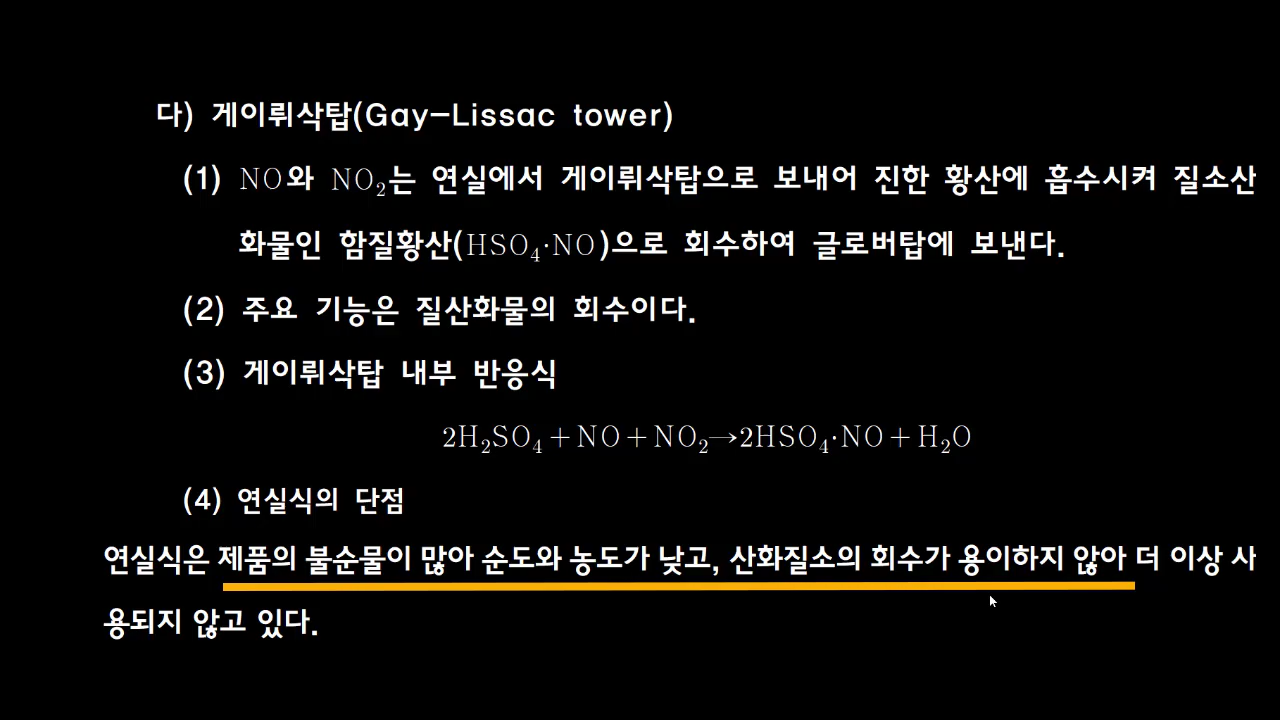 다) 게이뤼삭탑(Gay-Lissac tower)
(1) NO와 NO₂는 연실에서 게이뤼삭탑으로 보내어 진한 황산에 흡수시켜 질소산
화물인 함질황산(HSO₄·NO)으로 회수하여 글로버탑에 보낸다.
(2) 주요 기능은 질산화물의 회수이다.
(3) 게이뤼삭탑 내부 반응식
2H₂SO₄+NO+NO₂→2HSO₄·NO+H₂O
(4) 연실식의 단점
연실식은 제품의 불순물이 많아 순도와 농도가 낮고, 산화질소의 회수가 용이하지 않아 더 이상 사
용되지 않고 있다.